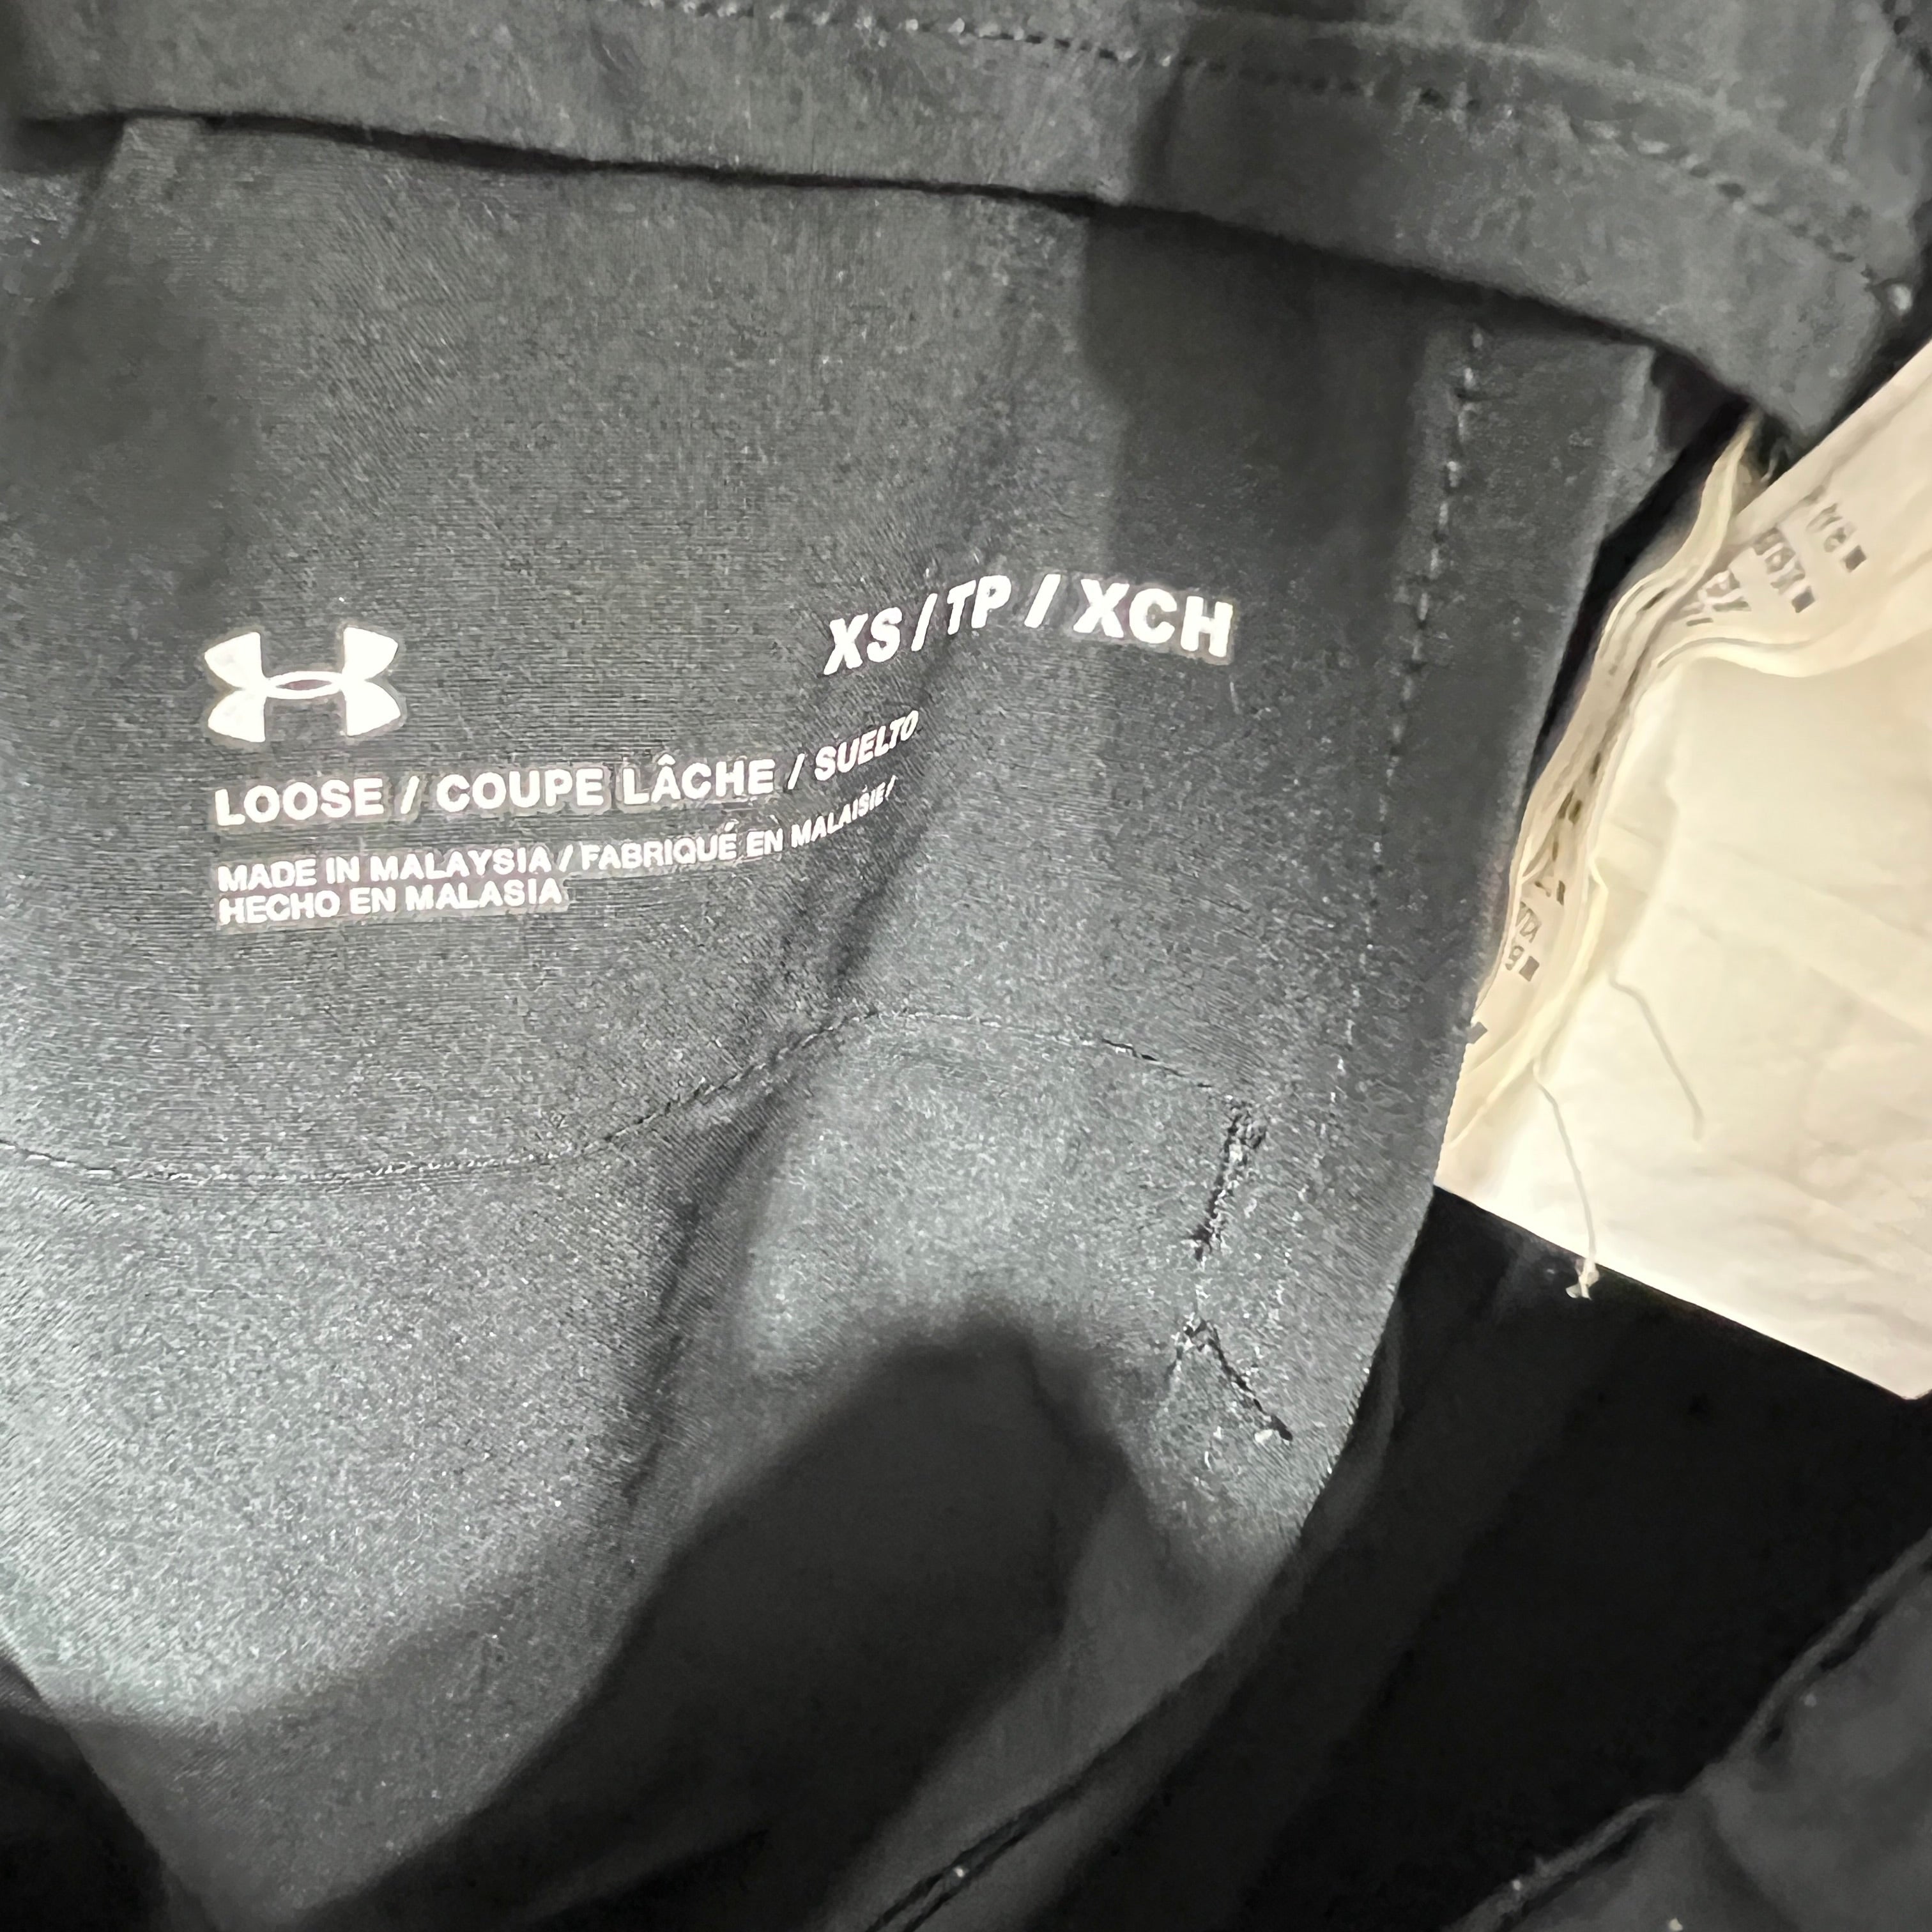 XS / TP / XCH
LOOSE / COUPE LÂCHE / SUELTO
MADE IN MALAYSIA / FABRIQUÉ EN MALAISIE /
HECHO EN MALASIA